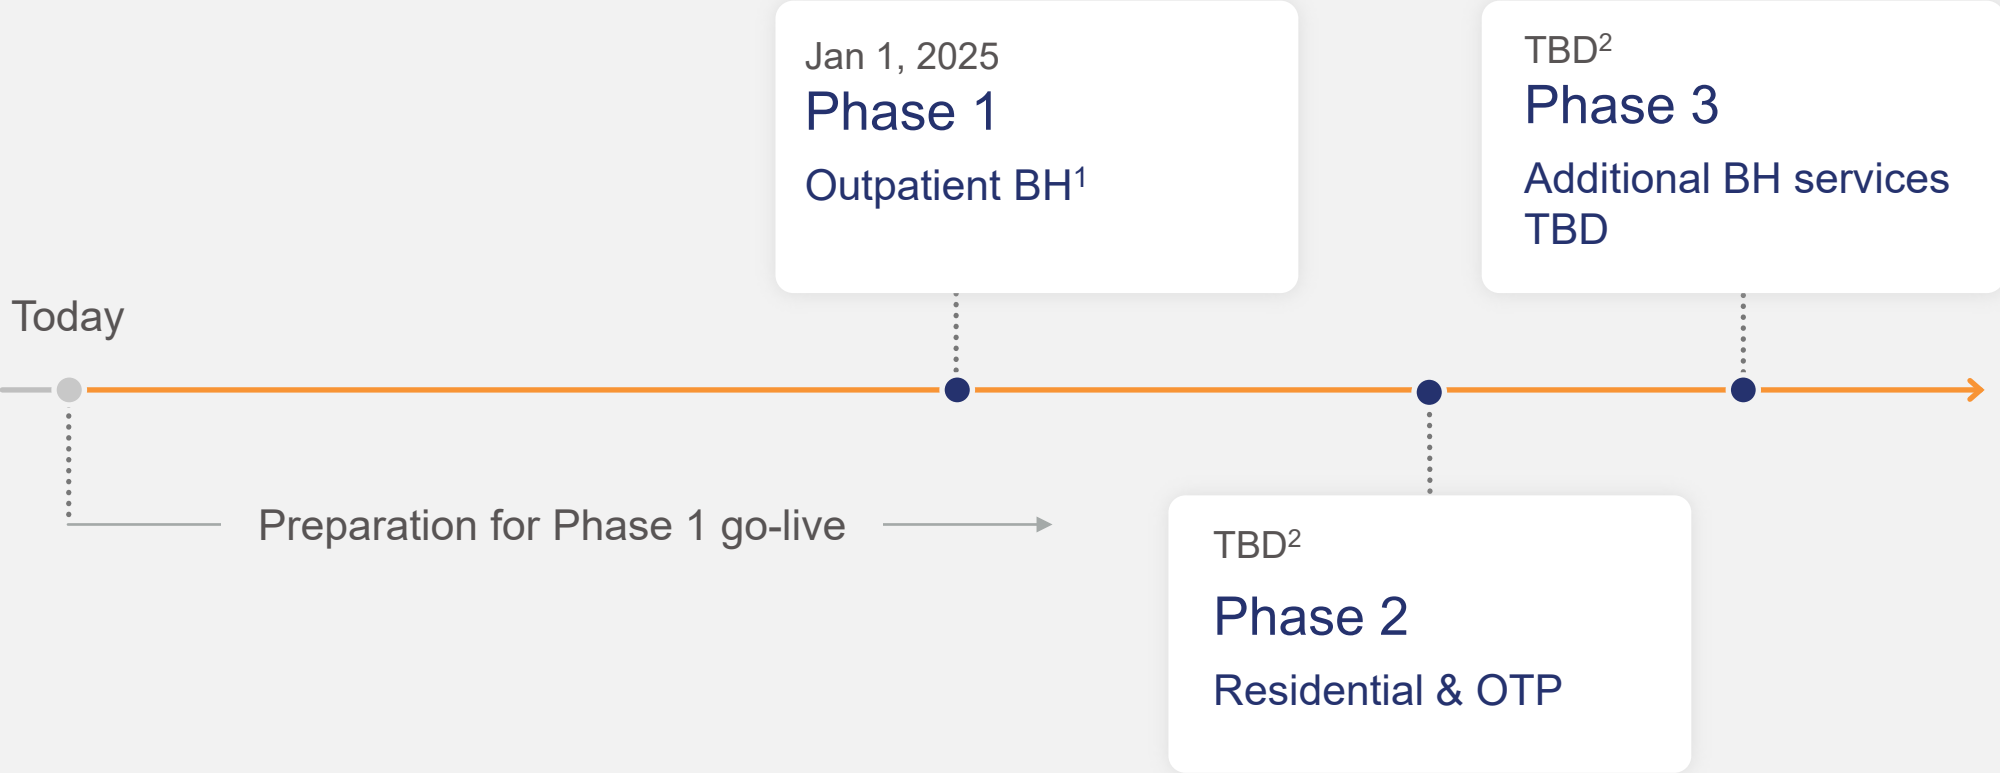 Jan 1, 2025
Phase 1
Outpatient BH¹
TBD²
Phase 3
Additional BH services
TBD
Today
Preparation for Phase 1 go-live
TBD²
Phase 2
Residential & OTP